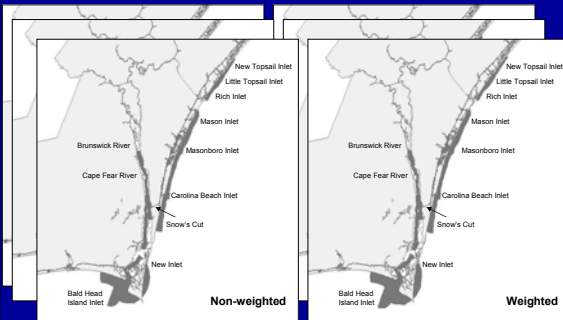 New Topsail Inlet
Little Topsail Inlet
Rich Inlet
Mason Inlet
Brunswick River
Masonboro Inlet
Cape Fear River
Carolina Beach Inlet
Snow's Cut
New Inlet
Bald Head
Island Inlet
Non-weighted
New Topsail Inlet
Little Topsail Inlet
Rich Inlet
Mason Inlet
Brunswick River
Masonboro Inlet
Cape Fear River
Carolina Beach Inlet
Snow's Cut
New Inlet
Bald Head
Island Inlet
Weighted